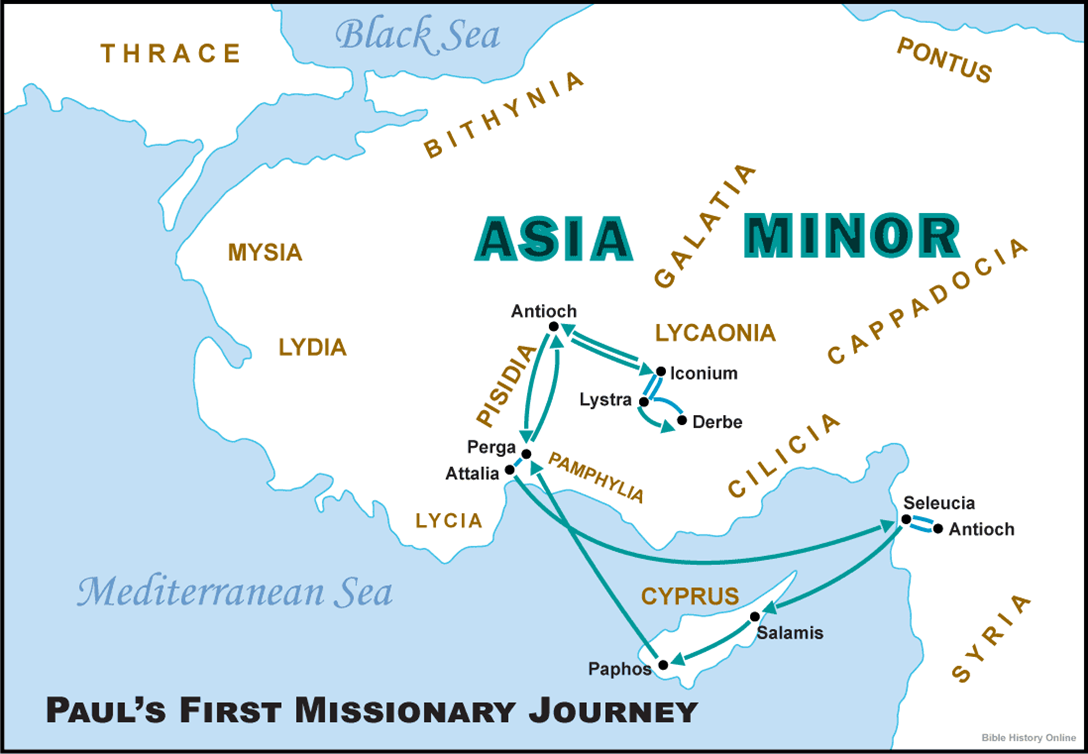 Black Sea
THRACE
PONTUS
BITHYNIA
GALATIA
ASIA MINOR
MYSIA
CAPPADOCIA
Antioch
LYCAONIA
LYDIA
PISIDIA
Iconium
Lystra
Derbe
Perga
Attalia
PAMPHYLIA
CILICIA
LYCIA
Seleucia
Antioch
Mediterranean Sea
CYPRUS
Salamis
SYRIA
Paphos
PAUL'S FIRST MISSIONARY JOURNEY
Bible History Online